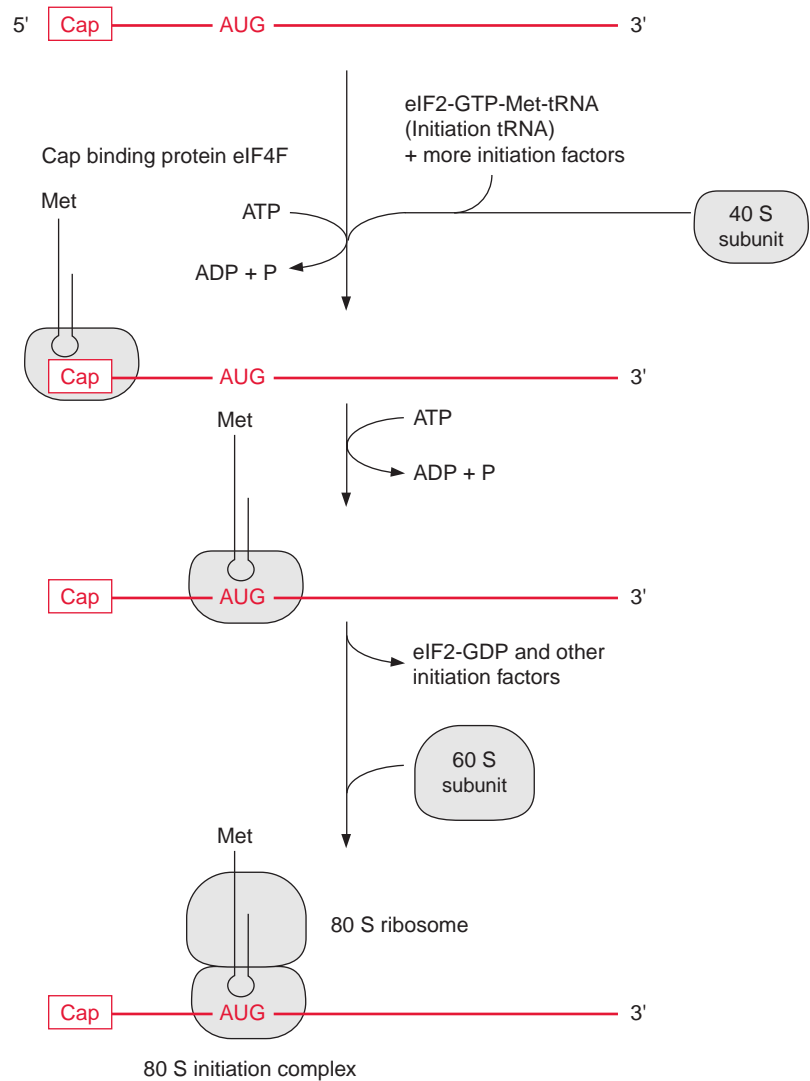 5' Cap AUG 3'
eIF2-GTP-Met-tRNA
(Initiation tRNA)
+ more initiation factors
Cap binding protein eIF4F
Met
ATP
40 S
subunit
ADP + P
Cap AUG 3'
Met
ATP
ADP + P
Cap AUG 3'
eIF2-GDP and other
initiation factors
60 S
subunit
Met
80 S ribosome
Cap AUG 3'
80 S initiation complex